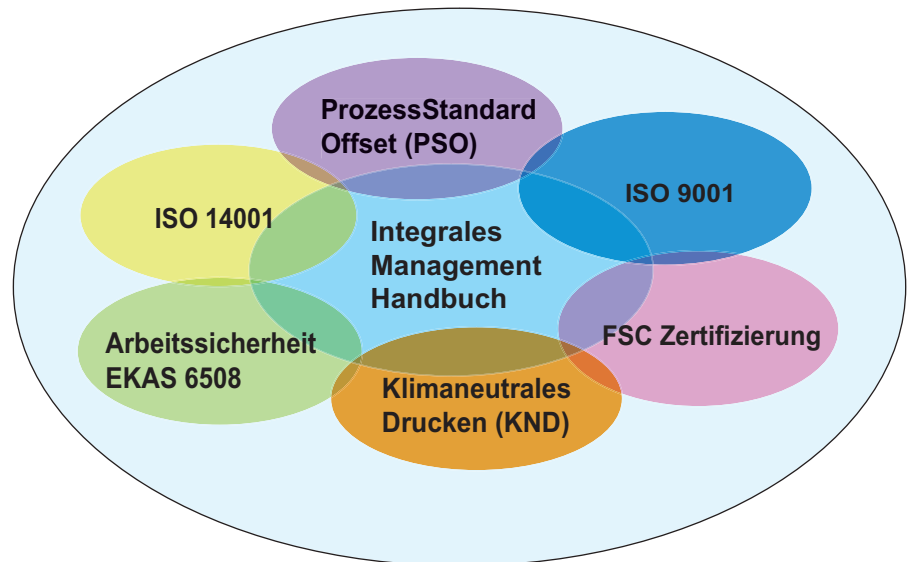 ProzessStandard
Offset (PSO)
ISO 14001
ISO 9001
Integrales
Management
Handbuch
Arbeitssicherheit
EKAS 6508
FSC Zertifizierung
Klimaneutrales
Drucken (KND)